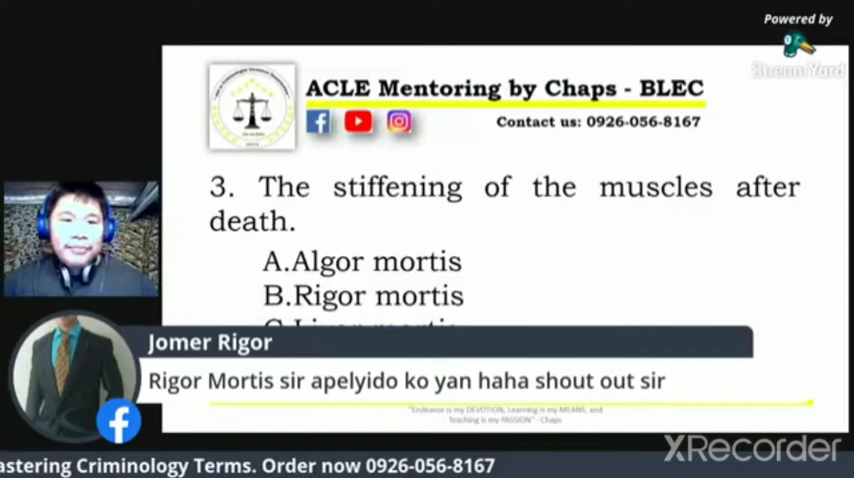 Powered by
StreamYard
ACLE Mentoring by Chaps - BLEC
Contact us: 0926-056-8167
3. The stiffening of the muscles after
death.
A.Algor mortis
B.Rigor mortis
Jomer Rigor
Rigor Mortis sir apelyido ko yan haha shout out sir
"Endeavor is my DEVOTION, Learning is my MEANS, and
Teaching is my PASSION" - Chaps
XRecorder
astering Criminology Terms. Order now 0926-056-8167